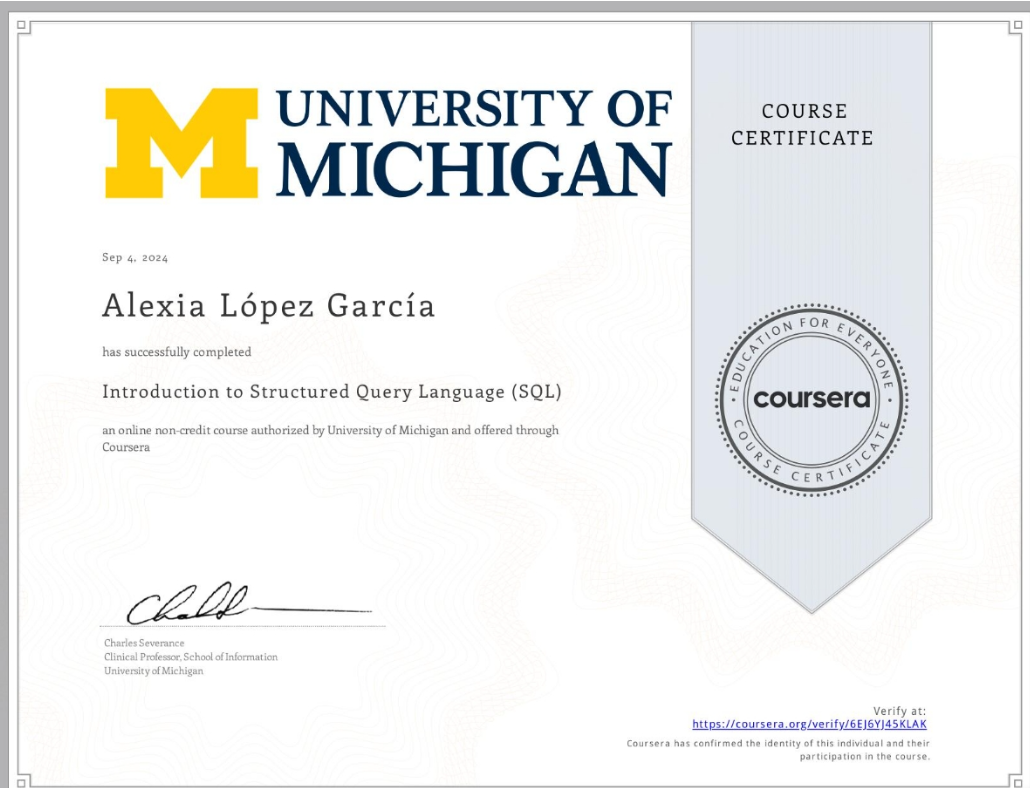 UNIVERSITY OF
MICHIGAN
COURSE
CERTIFICATE
Sep 4, 2024
Alexia López García
has successfully completed
Introduction to Structured Query Language (SQL)
an online non-credit course authorized by University of Michigan and offered through
Coursera
EDUCATION FOR EVERYONE
coursera
COURSE CERTIFICATE
Charles Severance
Clinical Professor, School of Information
University of Michigan
Verify at:
https://coursera.org/verify/6EJ6YJ45KLAK
Coursera has confirmed the identity of this individual and their
participation in the course.